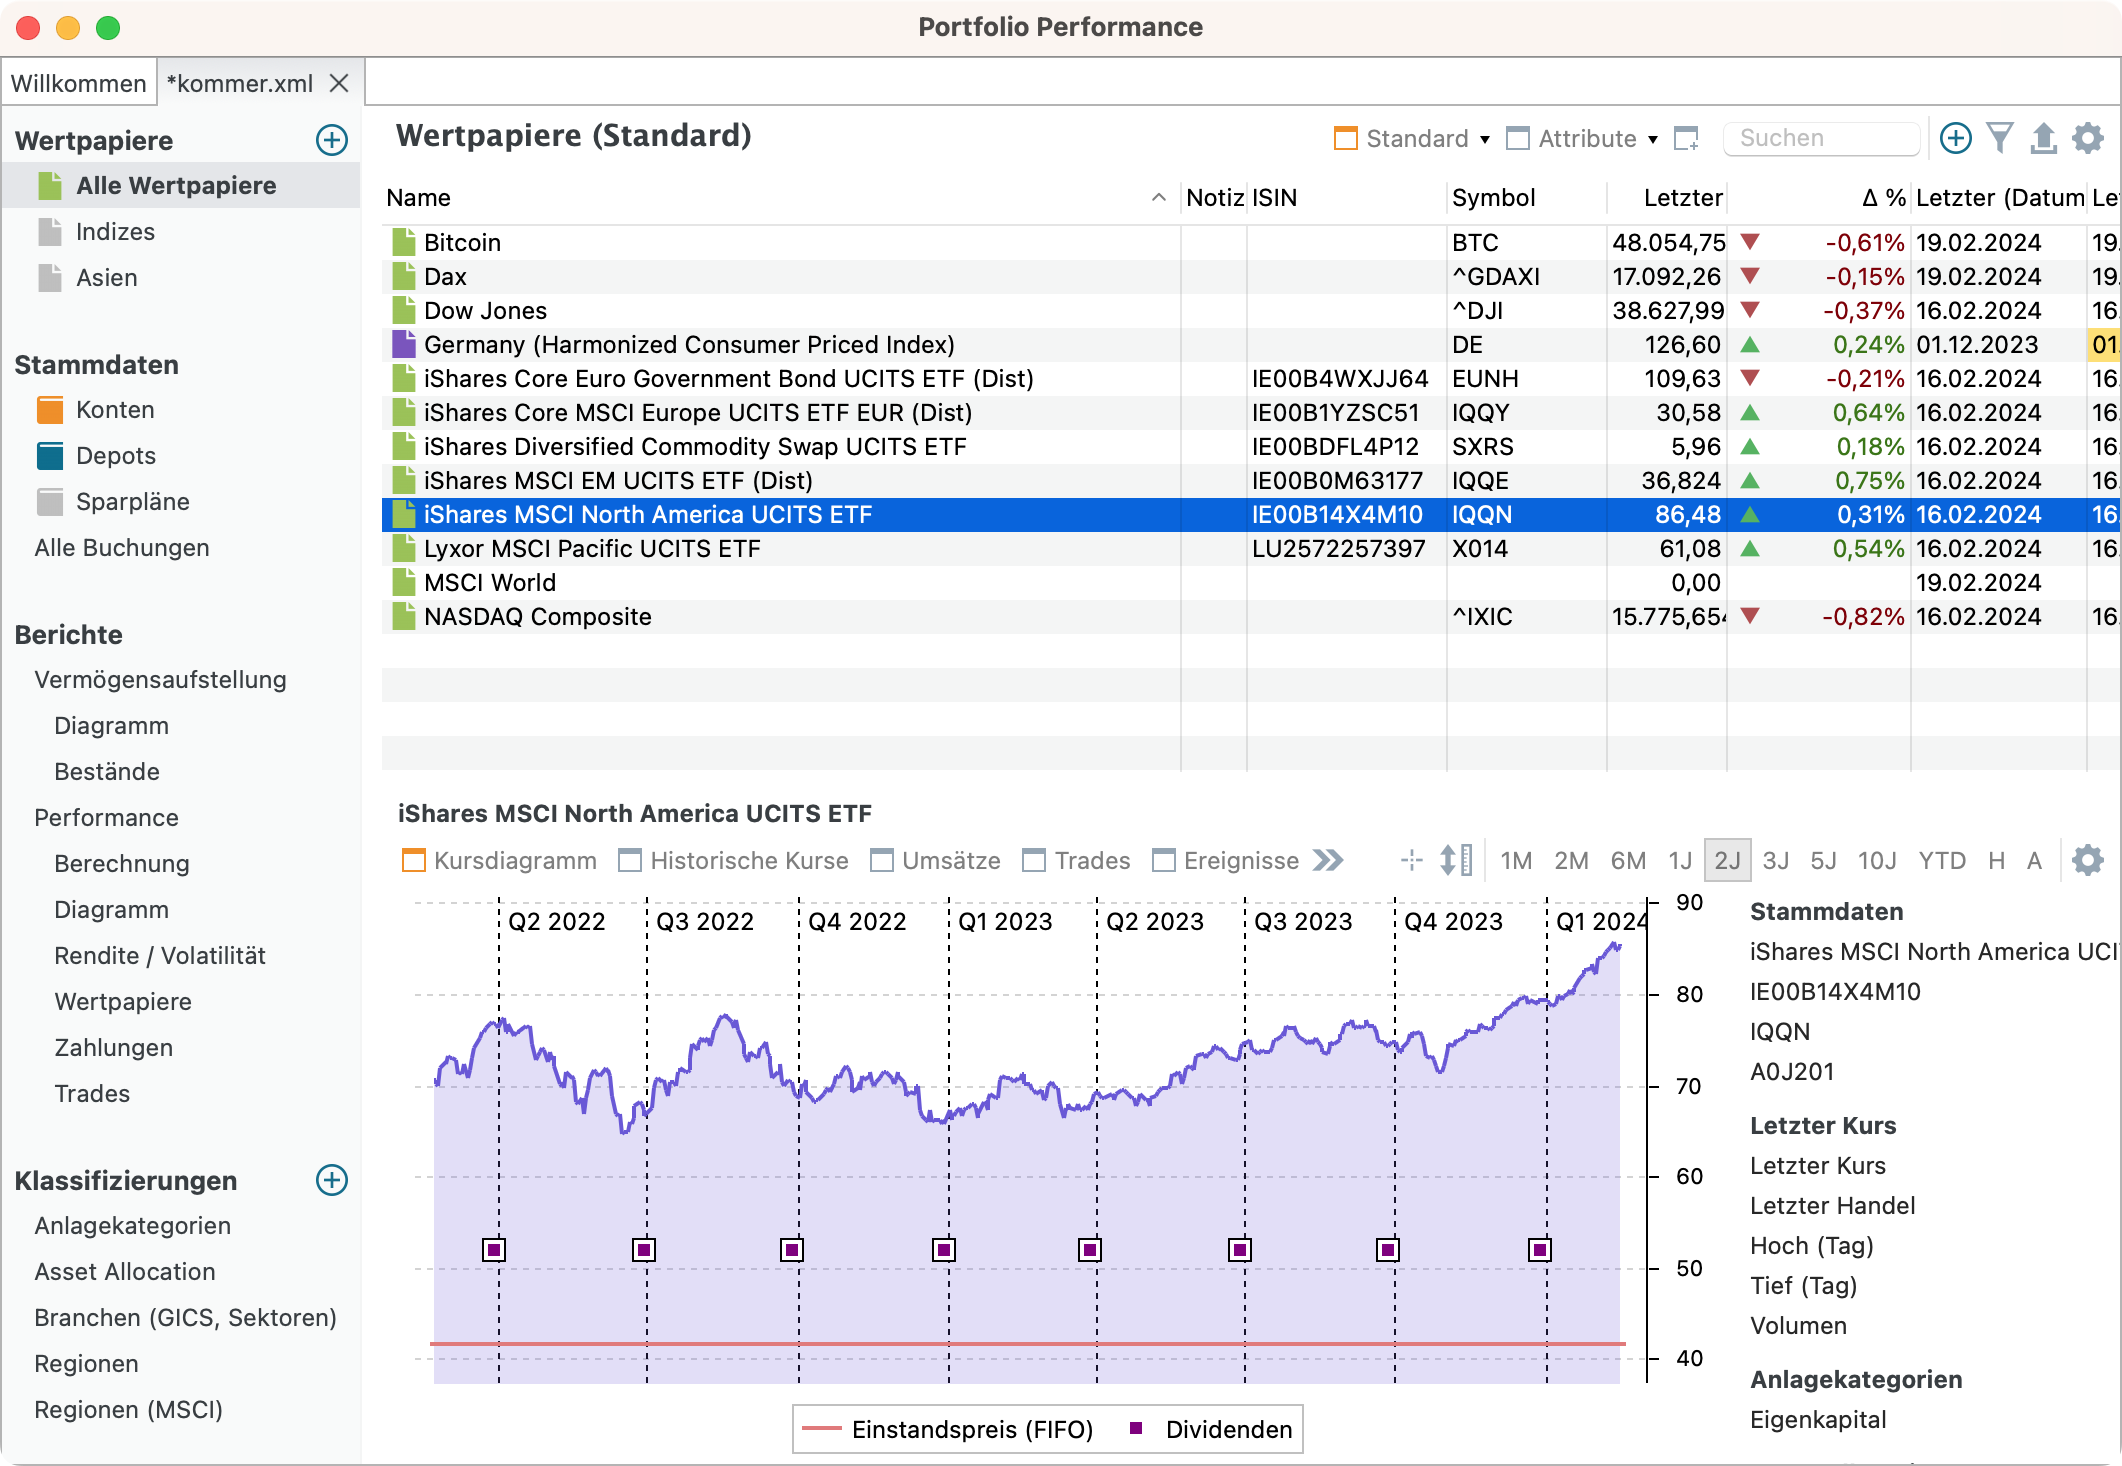 Portfolio Performance
Willkommen
*kommer.xml
Wertpapiere
Alle Wertpapiere
Indizes
Asien
Stammdaten
Konten
Depots
Sparpläne
Alle Buchungen
Berichte
Vermögensaufstellung
Diagramm
Bestände
Performance
Berechnung
Diagramm
Rendite / Volatilität
Wertpapiere
Zahlungen
Trades
Klassifizierungen
Anlagekategorien
Asset Allocation
Branchen (GICS, Sektoren)
Regionen
Regionen (MSCI)
Wertpapiere (Standard)
Standard Attribute Suchen
Name Notiz ISIN Symbol Letzter Δ % Letzter (Datum Le
Bitcoin BTC 48.054,75 -0,61% 19.02.2024 19.
Dax ^GDAXI 17.092,26 -0,15% 19.02.2024 19.
Dow Jones ^DJI 38.627,99 -0,37% 16.02.2024 16.
Germany (Harmonized Consumer Priced Index) DE 126,60 0,24% 01.12.2023 01.
iShares Core Euro Government Bond UCITS ETF (Dist) IE00B4WXJJ64 EUNH 109,63 -0,21% 16.02.2024 16.
iShares Core MSCI Europe UCITS ETF EUR (Dist) IE00B1YZSC51 IQQY 30,58 0,64% 16.02.2024 16.
iShares Diversified Commodity Swap UCITS ETF IE00BDFL4P12 SXRS 5,96 0,18% 16.02.2024 16.
iShares MSCI EM UCITS ETF (Dist) IE00B0M63177 IQQE 36,824 0,75% 16.02.2024 16.
iShares MSCI North America UCITS ETF IE00B14X4M10 IQQN 86,48 0,31% 16.02.2024 16.
Lyxor MSCI Pacific UCITS ETF LU2572257397 X014 61,08 0,54% 16.02.2024 16.
MSCI World 0,00 19.02.2024
NASDAQ Composite ^IXIC 15.775,654 -0,82% 16.02.2024 16.
iShares MSCI North America UCITS ETF
Kursdiagramm Historische Kurse Umsätze Trades Ereignisse 1M 2M 6M 1J 2J 3J 5J 10J YTD H A
Q2 2022 Q3 2022 Q4 2022 Q1 2023 Q2 2023 Q3 2023 Q4 2023 Q1 2024
90
80
70
60
50
40
Einstandspreis (FIFO) Dividenden
Stammdaten
iShares MSCI North America UCI
IE00B14X4M10
IQQN
A0J201
Letzter Kurs
Letzter Kurs
Letzter Handel
Hoch (Tag)
Tief (Tag)
Volumen
Anlagekategorien
Eigenkapital